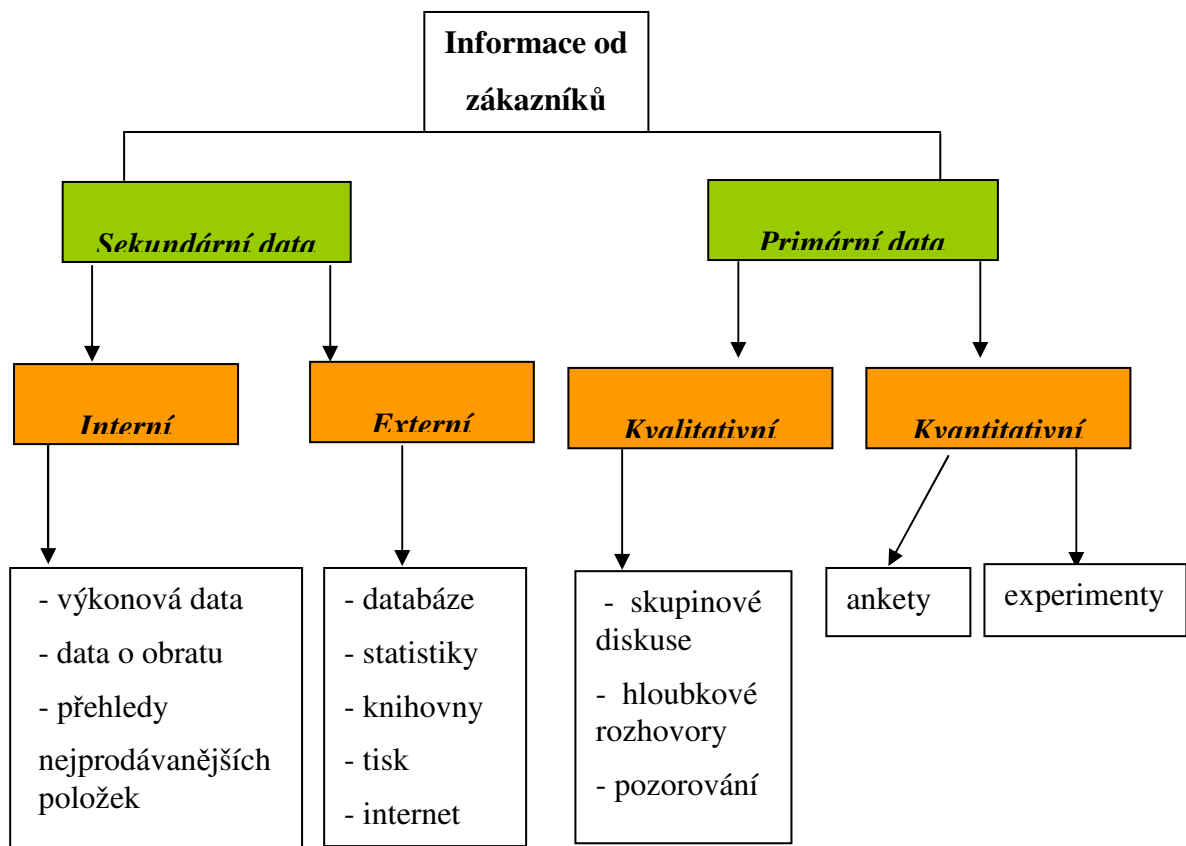 Informace od
zákazníků
Sekundární data
Primární data
Interní
Externí
Kvalitativní
Kvantitativní
- výkonová data
- data o obratu
- přehledy
nejprodávanějších
položek
- databáze
- statistiky
- knihovny
- tisk
- internet
- skupinové
diskuse
- hloubkové
rozhovory
- pozorování
ankety
experimenty